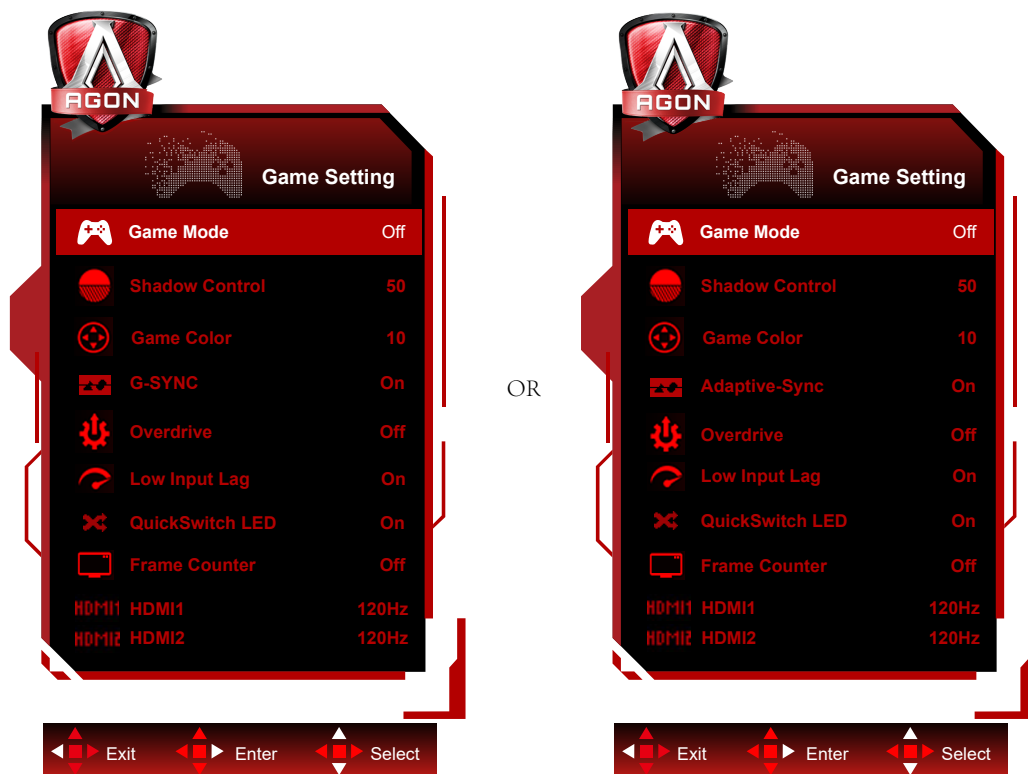 AGON
Game Setting
Game Mode Off
Shadow Control 50
Game Color 10
G-SYNC On
Overdrive Off
Low Input Lag On
QuickSwitch LED On
Frame Counter Off
HDMI1 HDMI1 120Hz
HDMI2 HDMI2 120Hz
Exit Enter Select
OR
AGON
Game Setting
Game Mode Off
Shadow Control 50
Game Color 10
Adaptive-Sync On
Overdrive Off
Low Input Lag On
QuickSwitch LED On
Frame Counter Off
HDMI1 HDMI1 120Hz
HDMI2 HDMI2 120Hz
Exit Enter Select